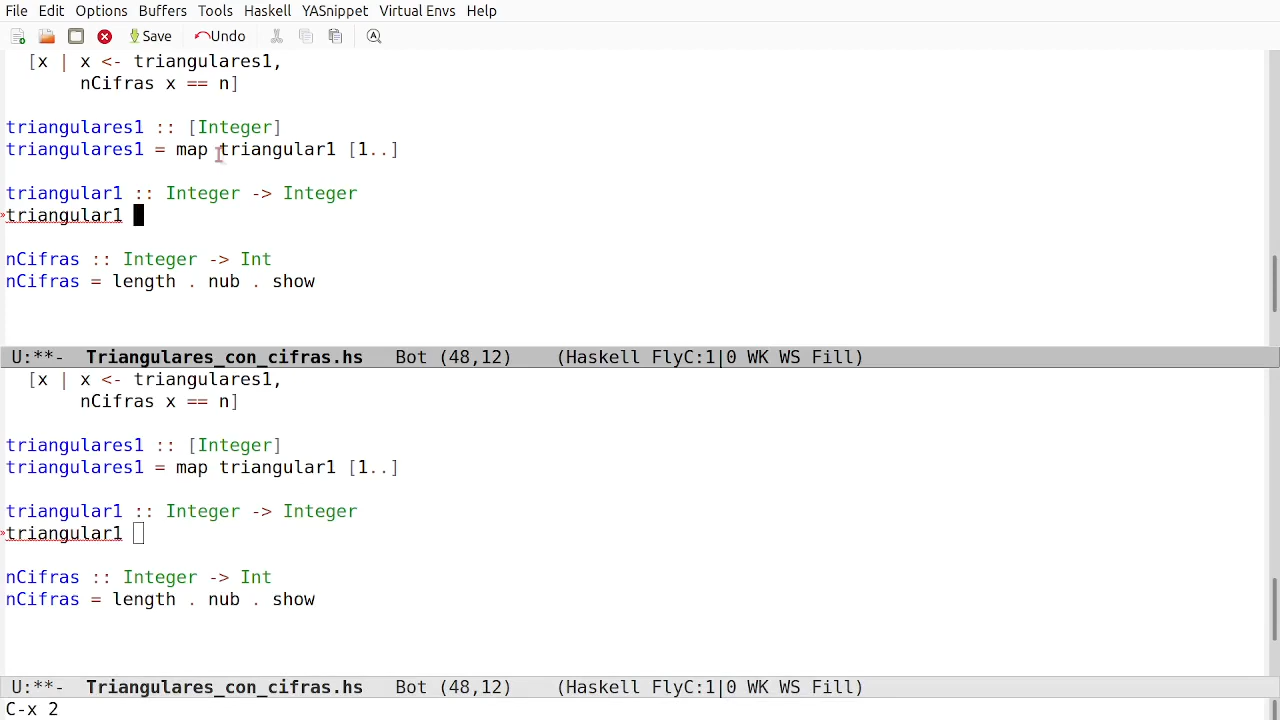 File Edit Options Buffers Tools Haskell YASnippet Virtual Envs Help
Save Undo
[x | x <- triangulares1,
nCifras x == n]
triangulares1 :: [Integer]
triangulares1 = map triangular1 [1..]
triangular1 :: Integer -> Integer
»triangular1
nCifras :: Integer -> Int
nCifras = length . nub . show
U:**- Triangulares_con_cifras.hs Bot (48,12) (Haskell FlyC:1|0 WK WS Fill)
[x | x <- triangulares1,
nCifras x == n]
triangulares1 :: [Integer]
triangulares1 = map triangular1 [1..]
triangular1 :: Integer -> Integer
»triangular1
nCifras :: Integer -> Int
nCifras = length . nub . show
U:**- Triangulares_con_cifras.hs Bot (48,12) (Haskell FlyC:1|0 WK WS Fill)
C-x 2